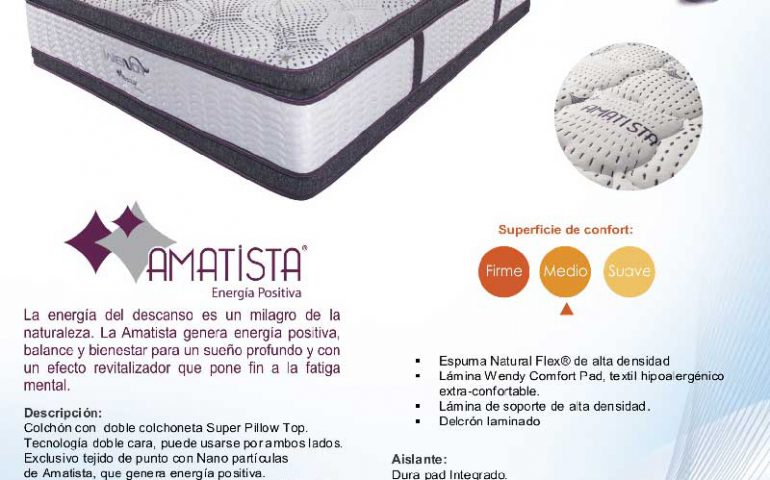 AMATISTA
AMATISTA®
Energía Positiva
Superficie de confort:
Firme Medio Suave
La energía del descanso es un milagro de la
naturaleza. La Amatista genera energía positiva,
balance y bienestar para un sueño profundo y con
un efecto revitalizador que pone fin a la fatiga
mental.
Descripción:
Colchón con doble colchoneta Super Pillow Top.
Tecnología doble cara, puede usarse por ambos lados.
Exclusivo tejido de punto con Nano partículas
de Amatista, que genera energía positiva.
▪ Espuma Natural Flex® de alta densidad
▪ Lámina Wendy Comfort Pad, textil hipoalergénico
extra-confortable.
▪ Lámina de soporte de alta densidad.
▪ Delcrón laminado
Aislante:
Dura pad Integrado.